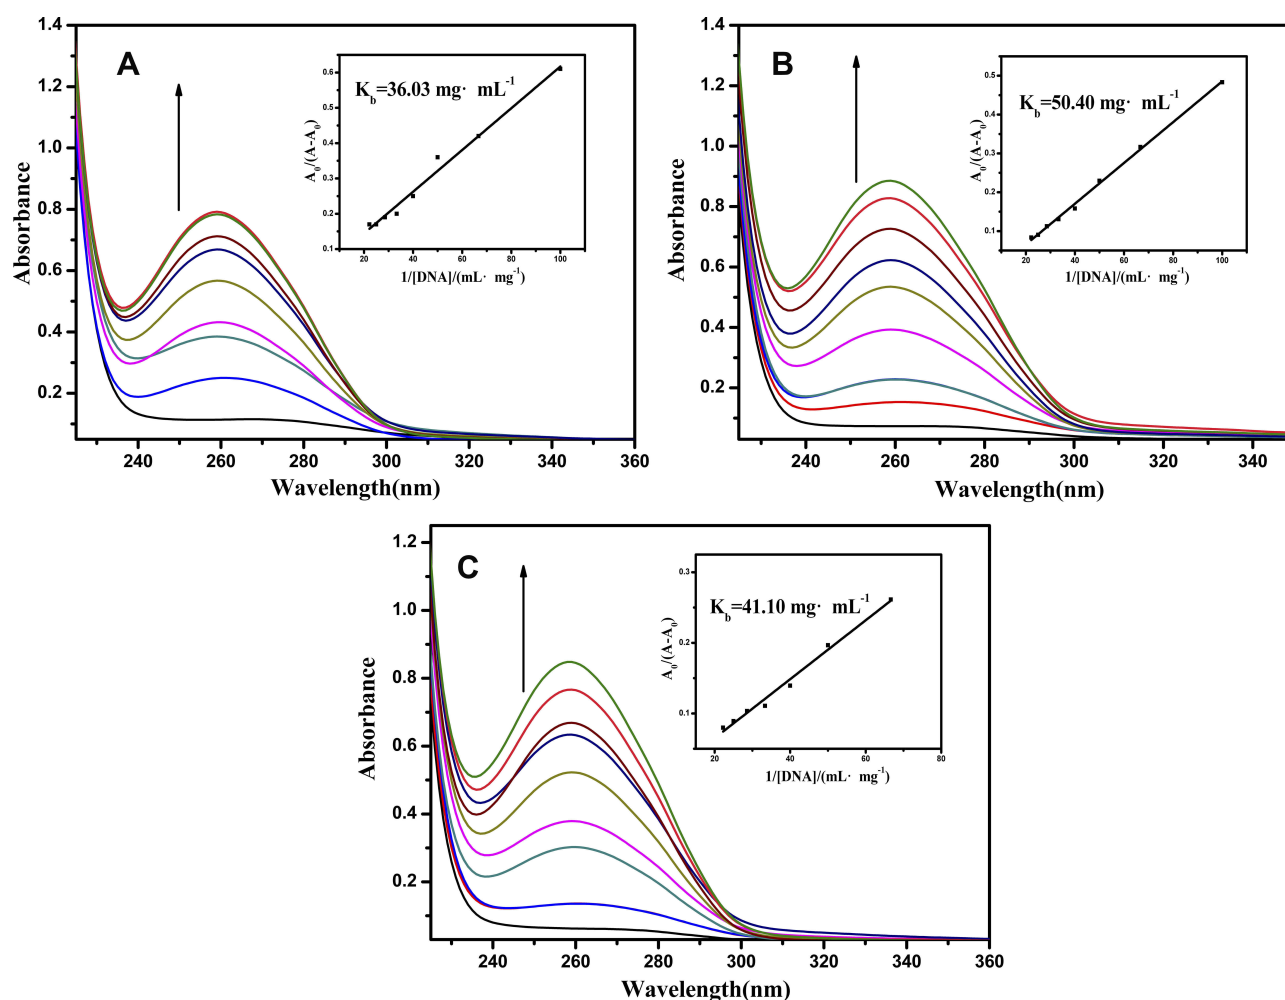 A
K_b=36.03 mg· mL^-1
A_0/(A-A_0)
0.6
0.5
0.4
0.3
0.2
0.1
20 40 60 80 100
1/[DNA]/(mL· mg^-1)
Absorbance
1.4
1.2
1.0
0.8
0.6
0.4
0.2
240 260 280 300 320 340 360
Wavelength(nm)
B
K_b=50.40 mg· mL^-1
A_0/(A-A_0)
0.5
0.4
0.3
0.2
0.1
20 40 60 80 100
1/[DNA]/(mL· mg^-1)
Absorbance
1.4
1.2
1.0
0.8
0.6
0.4
0.2
240 260 280 300 320 340
Wavelength(nm)
C
K_b=41.10 mg· mL^-1
A_0/(A-A_0)
0.3
0.2
0.1
20 40 60 80
1/[DNA]/(mL· mg^-1)
Absorbance
1.2
1.0
0.8
0.6
0.4
0.2
240 260 280 300 320 340 360
Wavelength(nm)